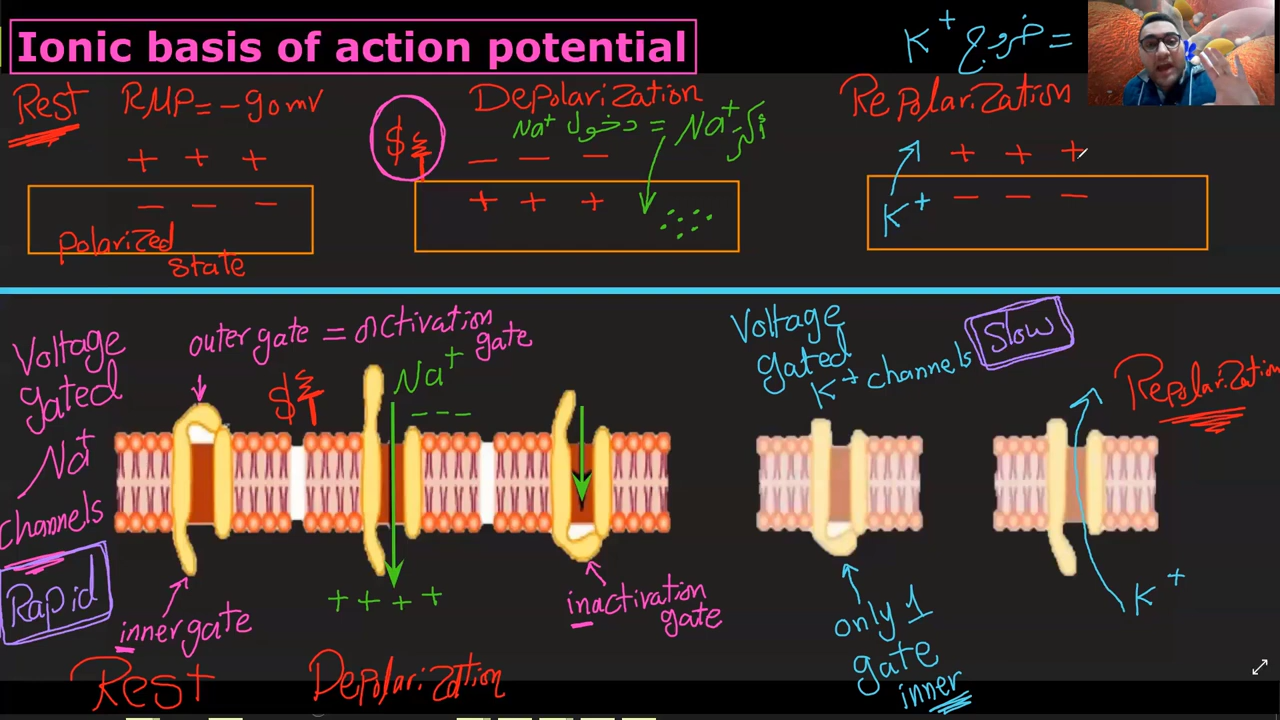 Ionic basis of action potential
K+ خروج =
Rest RMP = -90mv
+ + +
- - -
polarized
state
Depolarization
Na+ دخول = Na+
- - -
+ + +
Repolarization
+ + +
K+ - - -
Voltage
gated
Na+
channels
Rapid
outer gate = activation
gate
Na+
- - -
+ + + +
inner gate
inactivation
gate
Rest
Depolarization
Voltage
gated
K+ channels
Slow
Repolarization
K+
only 1
gate
inner